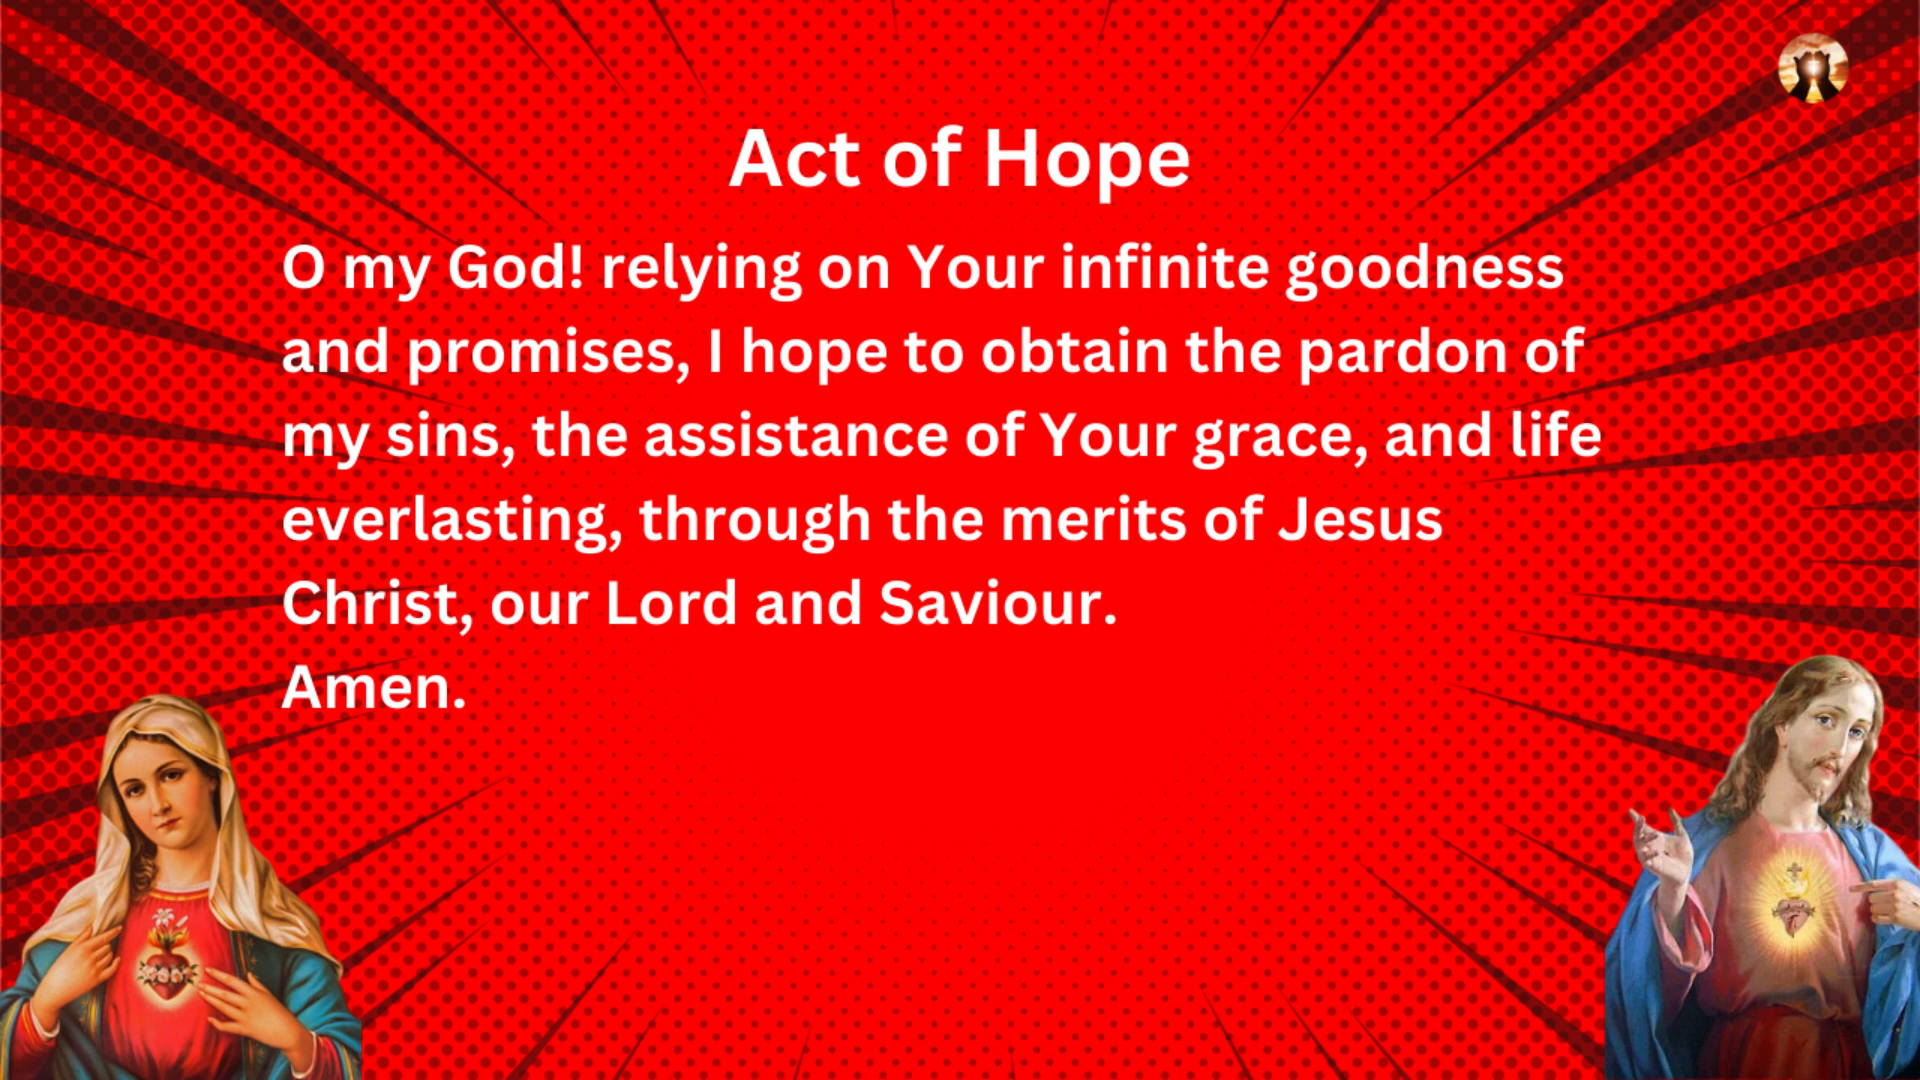 Act of Hope
O my God! relying on Your infinite goodness
and promises, I hope to obtain the pardon of
my sins, the assistance of Your grace, and life
everlasting, through the merits of Jesus
Christ, our Lord and Saviour.
Amen.